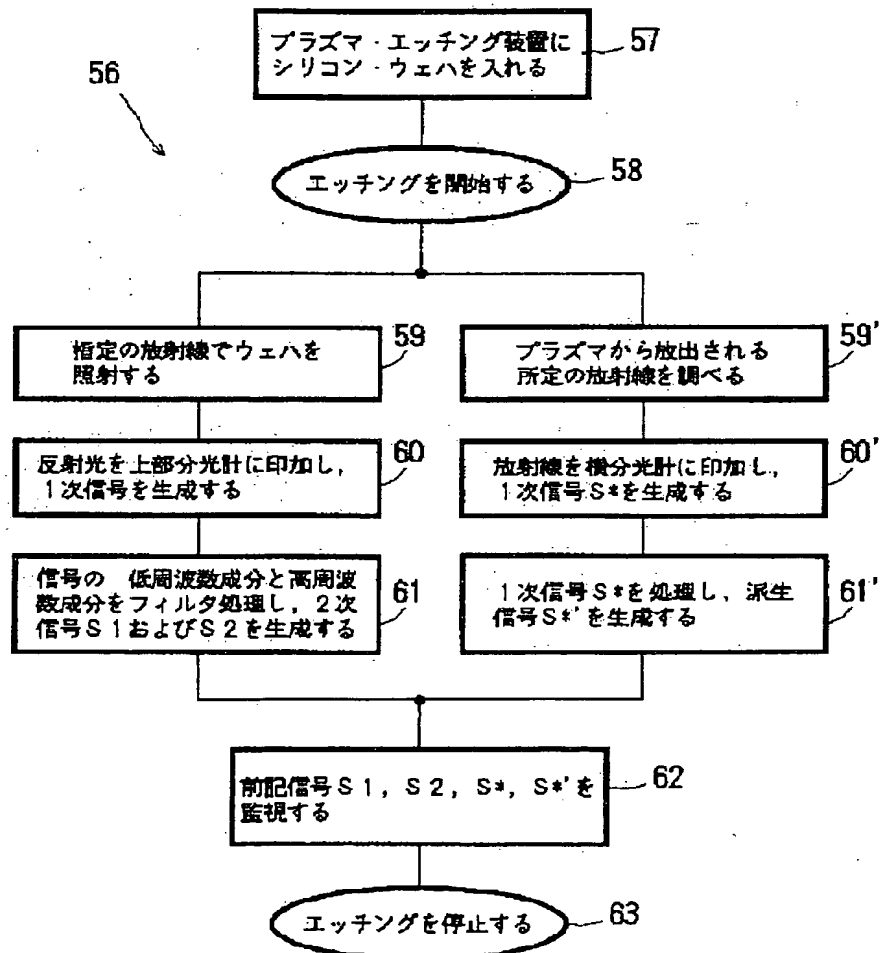 プラズマ・エッチング装置に
シリコン・ウェハを入れる
57
56
エッチングを開始する
58
指定の放射線でウェハを
照射する
59
プラズマから放出される
所定の放射線を調べる
59'
反射光を上部分光計に印加し,
1次信号を生成する
60
放射線を横分光計に印加し、
1次信号S*を生成する
60'
信号の 低周波数成分と高周波
数成分をフィルタ処理し,2次
信号S1およびS2を生成する
61
1次信号S*を処理し,派生
信号S*'を生成する
61'
前記信号S1,S2,S*,S*'を
監視する
62
エッチングを停止する
63